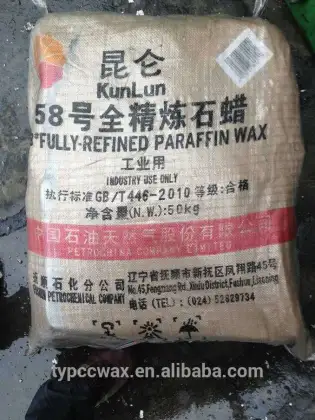 昆仑
KunLun
58号全精炼石蜡
FULLY-REFINED PARAFFIN WAX
工业用
INDUSTRY USE ONLY
执行标准GB/T446-2010 等级:合格
净含量(N.W.):50kg
中国石油天然气股份有限公司
PETROCHINA COMPANY LIMITED
抚顺石化分公司
FUSHUN PETROCHEMICAL COMPANY
辽宁省抚顺市新抚区凤翔路45号
No.45,Fengxiang Rd.,Xinfu District,Fushun,Liaoning
电话(TEL.):(024) 52629734
typccwax.en.alibaba.com